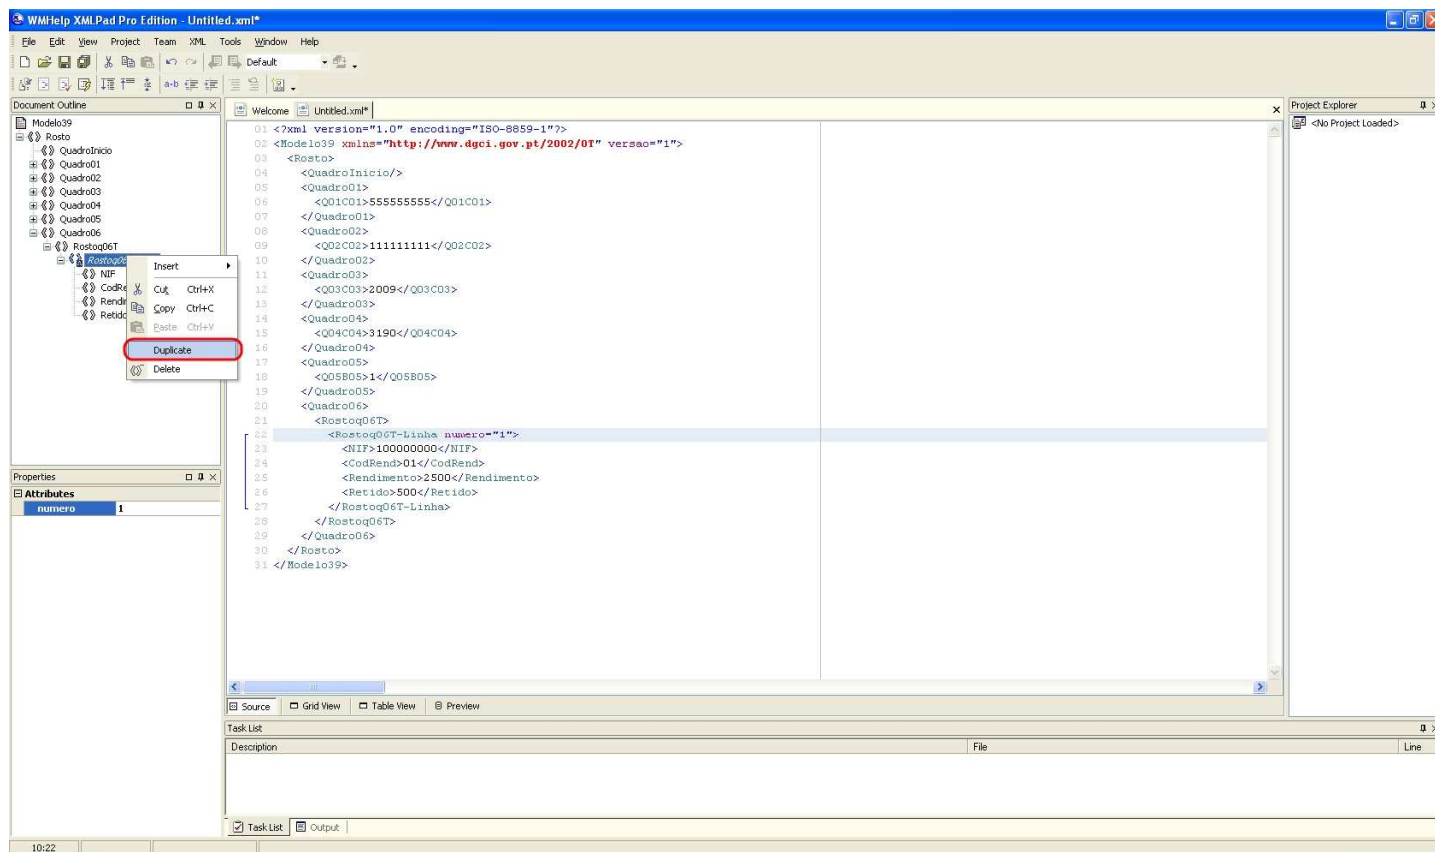 WMHelp XMLPad Pro Edition - Untitled.xml*
File Edit View Project Team XML Tools Window Help
Default
a·b
Document Outline
Modelo39
Rosto
QuadroInicio
Quadro01
Quadro02
Quadro03
Quadro04
Quadro05
Quadro06
Rostoq06T
NIF
Insert
Cut Ctrl+X
Copy Ctrl+C
Paste Ctrl+V
Duplicate
Delete
Properties
Attributes
numero 1
Welcome Untitled.xml*
01 <?xml version="1.0" encoding="ISO-8859-1"?>
02 <Modelo39 xmlns="http://www.dgci.gov.pt/2002/OT" versao="1">
03 <Rosto>
04 <QuadroInicio/>
05 <Quadro01>
06 <Q01C01>555555555</Q01C01>
07 </Quadro01>
08 <Quadro02>
09 <Q02C02>111111111</Q02C02>
10 </Quadro02>
11 <Quadro03>
12 <Q03C03>2009</Q03C03>
13 </Quadro03>
14 <Quadro04>
15 <Q04C04>3190</Q04C04>
16 </Quadro04>
17 <Quadro05>
18 <Q05B05>1</Q05B05>
19 </Quadro05>
20 <Quadro06>
21 <Rostoq06T>
22 <Rostoq06T-Linha numero="1">
23 <NIF>100000000</NIF>
24 <CodRend>01</CodRend>
25 <Rendimento>2500</Rendimento>
26 <Retido>500</Retido>
27 </Rostoq06T-Linha>
28 </Rostoq06T>
29 </Quadro06>
30 </Rosto>
31 </Modelo39>
Source Grid View Table View Preview
Project Explorer
<No Project Loaded>
Task List
Description File Line
Task List Output
10:22